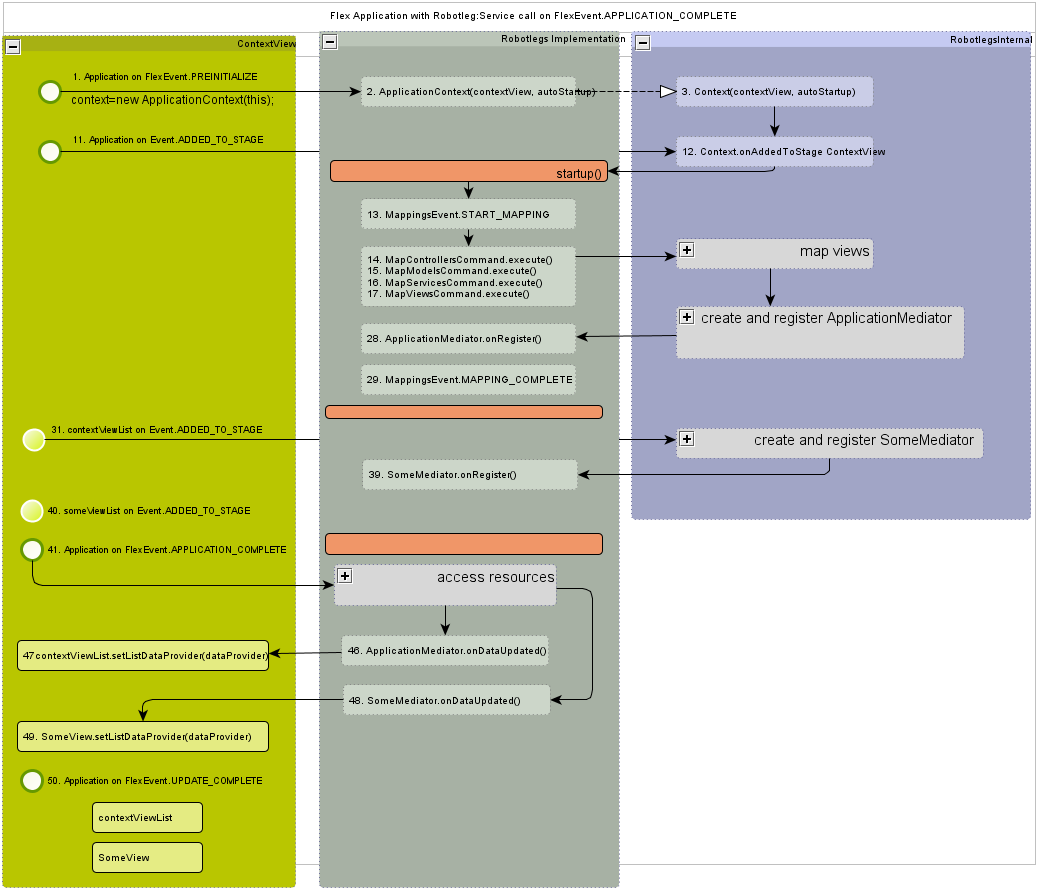 Flex Application with Robotleg:Service call on FlexEvent.APPLICATION_COMPLETE
ContextView
Robotlegs Implementation
RobotlegsInternal
1. Application on FlexEvent.PREINITIALIZE
context=new ApplicationContext(this);
2. ApplicationContext(contextView, autoStartup)
3. Context(contextView, autoStartup)
11. Application on Event.ADDED_TO_STAGE
12. Context.onAddedToStage ContextView
startup()
13. MappingsEvent.START_MAPPING
14. MapControllersCommand.execute()
15. MapModelsCommand.execute()
16. MapServicesCommand.execute()
17. MapViewsCommand.execute()
map views
create and register ApplicationMediator
28. ApplicationMediator.onRegister()
29. MappingsEvent.MAPPING_COMPLETE
31. contextViewList on Event.ADDED_TO_STAGE
create and register SomeMediator
39. SomeMediator.onRegister()
40. someViewList on Event.ADDED_TO_STAGE
41. Application on FlexEvent.APPLICATION_COMPLETE
access resources
46. ApplicationMediator.onDataUpdated()
47contextViewList.setListDataProvider(dataProvider)
48. SomeMediator.onDataUpdated()
49. SomeView.setListDataProvider(dataProvider)
50. Application on FlexEvent.UPDATE_COMPLETE
contextViewList
SomeView